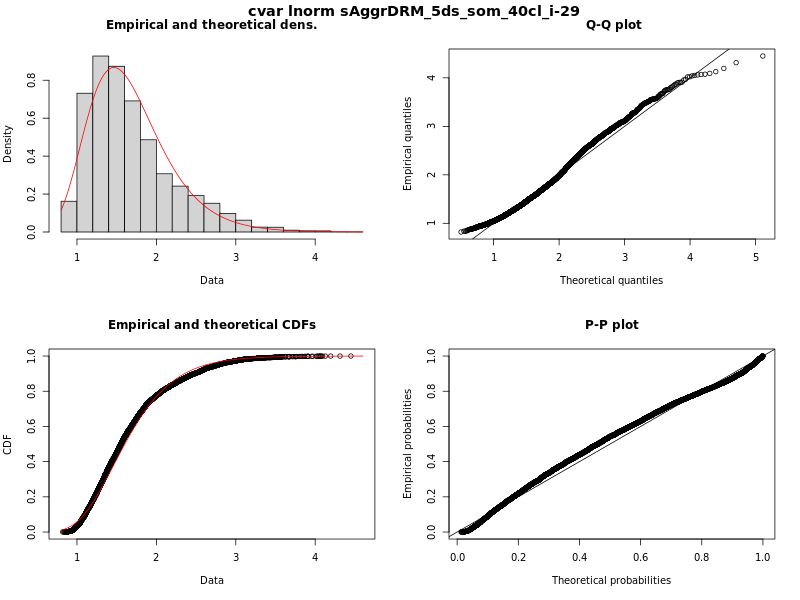 cvar lnorm sAggrDRM_5ds_som_40cl_i-29
Empirical and theoretical dens.
Density
0.0 0.2 0.4 0.6 0.8
1 2 3 4
Data
Q-Q plot
Empirical quantiles
1 2 3 4
1 2 3 4 5
Theoretical quantiles
Empirical and theoretical CDFs
CDF
0.0 0.2 0.4 0.6 0.8 1.0
1 2 3 4
Data
P-P plot
Empirical probabilities
0.0 0.2 0.4 0.6 0.8 1.0
0.0 0.2 0.4 0.6 0.8 1.0
Theoretical probabilities